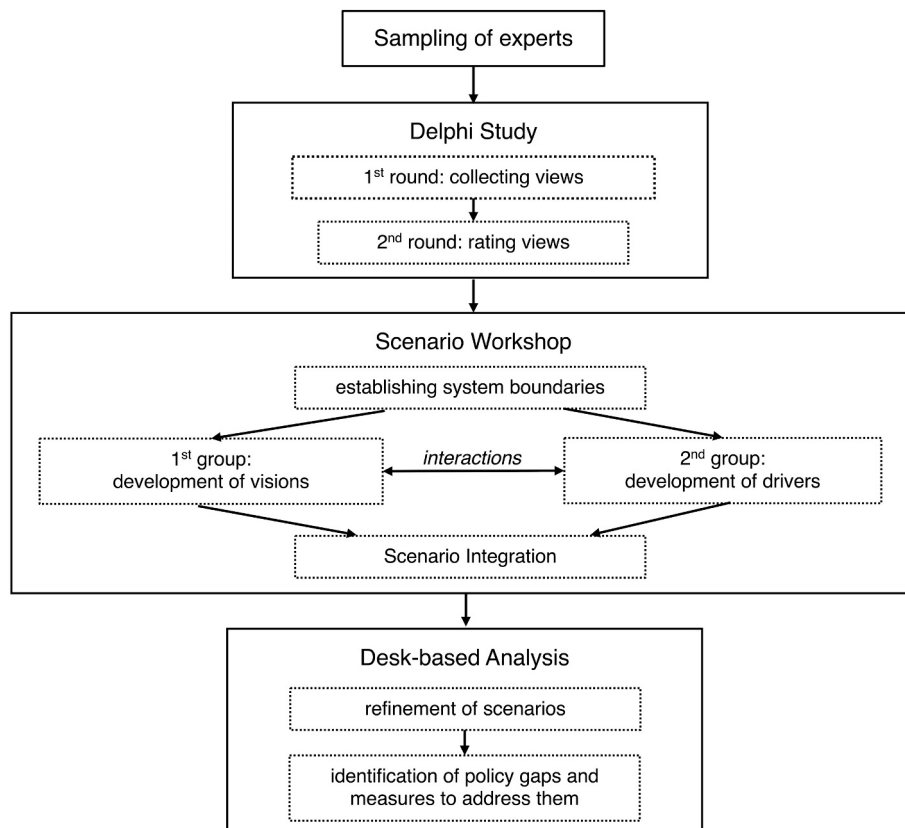 Sampling of experts
Delphi Study
1st round: collecting views
2nd round: rating views
Scenario Workshop
establishing system boundaries
1st group:
development of visions
interactions
2nd group:
development of drivers
Scenario Integration
Desk-based Analysis
refinement of scenarios
identification of policy gaps and
measures to address them